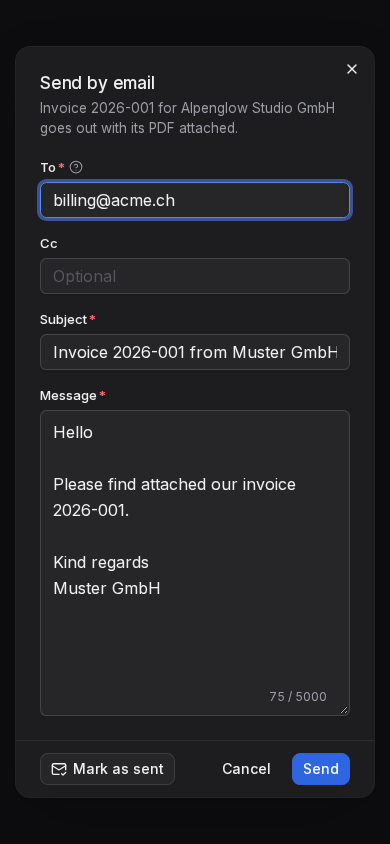 Send by email
Invoice 2026-001 for Alpenglow Studio GmbH
goes out with its PDF attached.
To *
billing@acme.ch
Cc
Optional
Subject *
Invoice 2026-001 from Muster GmbH
Message *
Hello
Please find attached our invoice
2026-001.
Kind regards
Muster GmbH
75 / 5000
Mark as sent
Cancel
Send